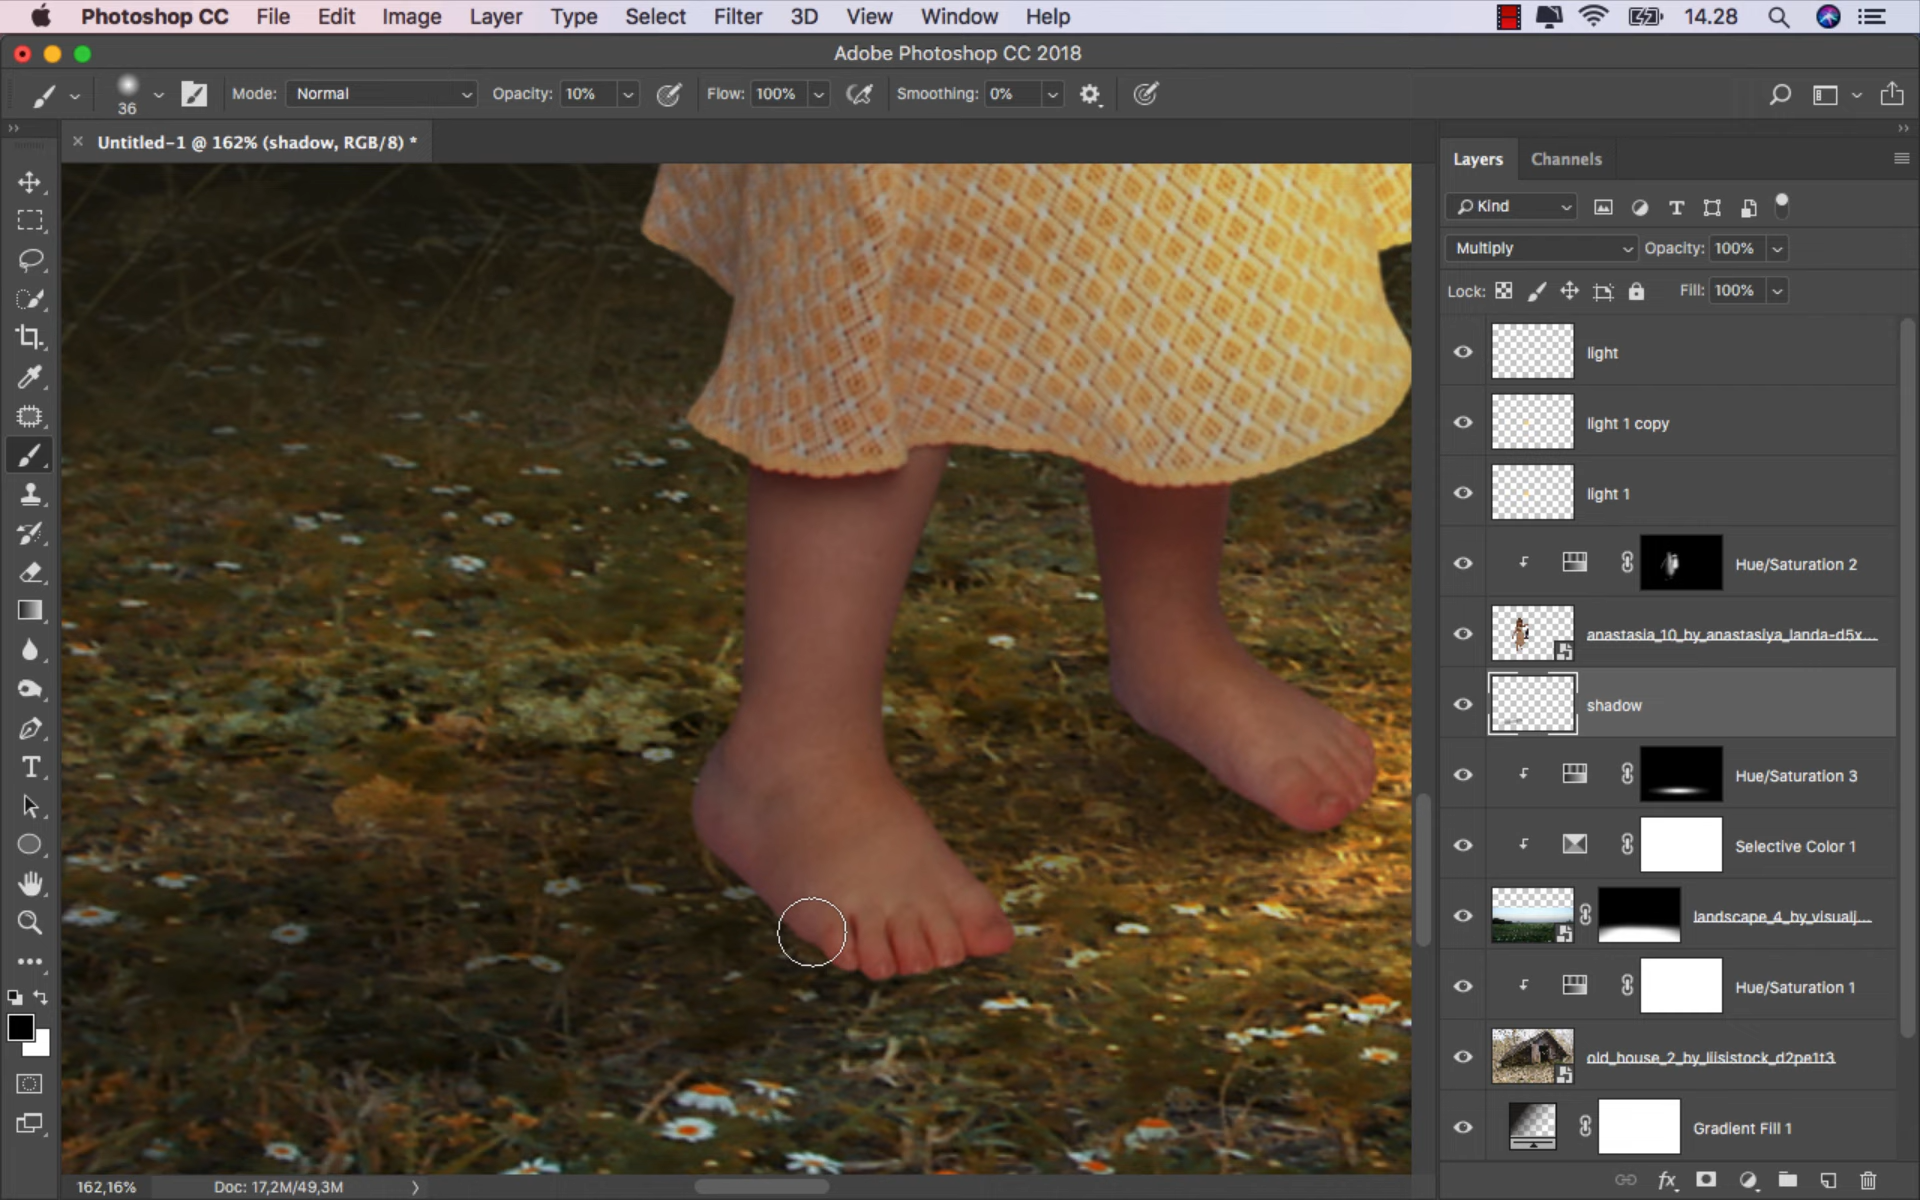 Photoshop CC File Edit Image Layer Type Select Filter 3D View Window Help 14.28
Adobe Photoshop CC 2018
36 Mode: Normal Opacity: 10% Flow: 100% Smoothing: 0%
Untitled-1 @ 162% (shadow, RGB/8) *
Layers Channels
Kind
Multiply Opacity: 100%
Lock: Fill: 100%
light
light 1 copy
light 1
Hue/Saturation 2
anastasia_10_by_anastasiya_landa-d5x...
shadow
Hue/Saturation 3
Selective Color 1
landscape_4_by_visualj...
Hue/Saturation 1
old_house_2_by_liisistock_d2pe1t3
Gradient Fill 1
162,16% Doc: 17,2M/49,3M